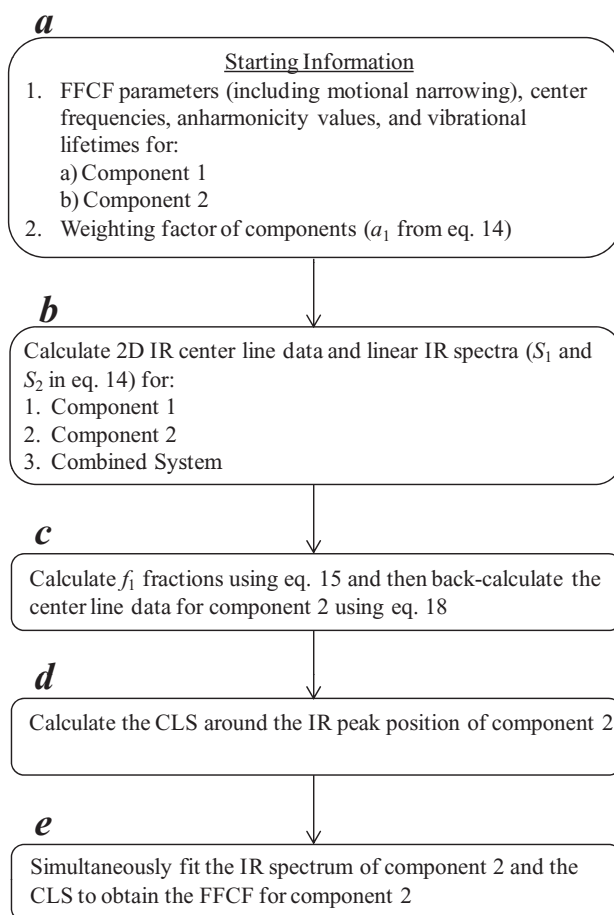 a
Starting Information
1. FFCF parameters (including motional narrowing), center
frequencies, anharmonicity values, and vibrational
lifetimes for:
a) Component 1
b) Component 2
2. Weighting factor of components (a₁ from eq. 14)
b
Calculate 2D IR center line data and linear IR spectra (S₁ and
S₂ in eq. 14) for:
1. Component 1
2. Component 2
3. Combined System
c
Calculate f₁ fractions using eq. 15 and then back-calculate the
center line data for component 2 using eq. 18
d
Calculate the CLS around the IR peak position of component 2
e
Simultaneously fit the IR spectrum of component 2 and the
CLS to obtain the FFCF for component 2